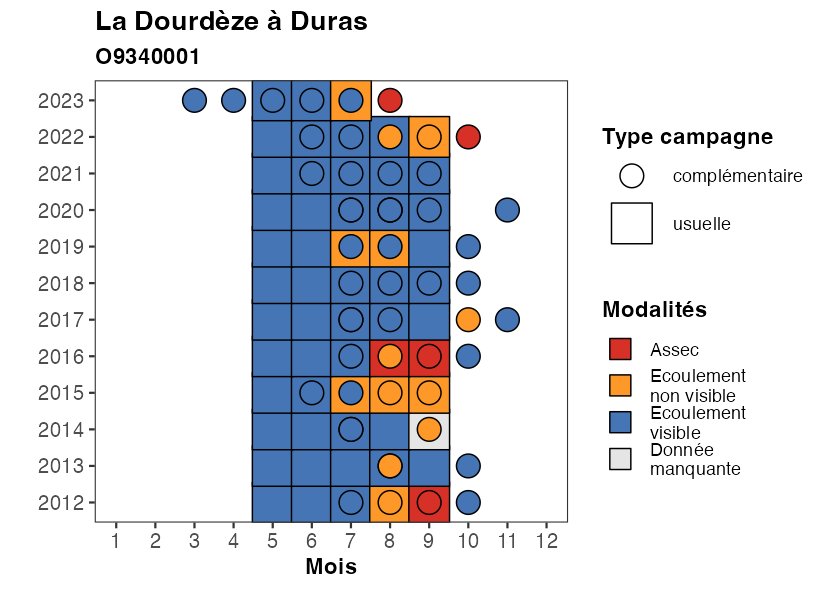 La Dourdèze à Duras
O9340001
2023
2022
2021
2020
2019
2018
2017
2016
2015
2014
2013
2012
1 2 3 4 5 6 7 8 9 10 11 12
Mois
Type campagne
complémentaire
usuelle
Modalités
Assec
Ecoulement
non visible
Ecoulement
visible
Donnée
manquante